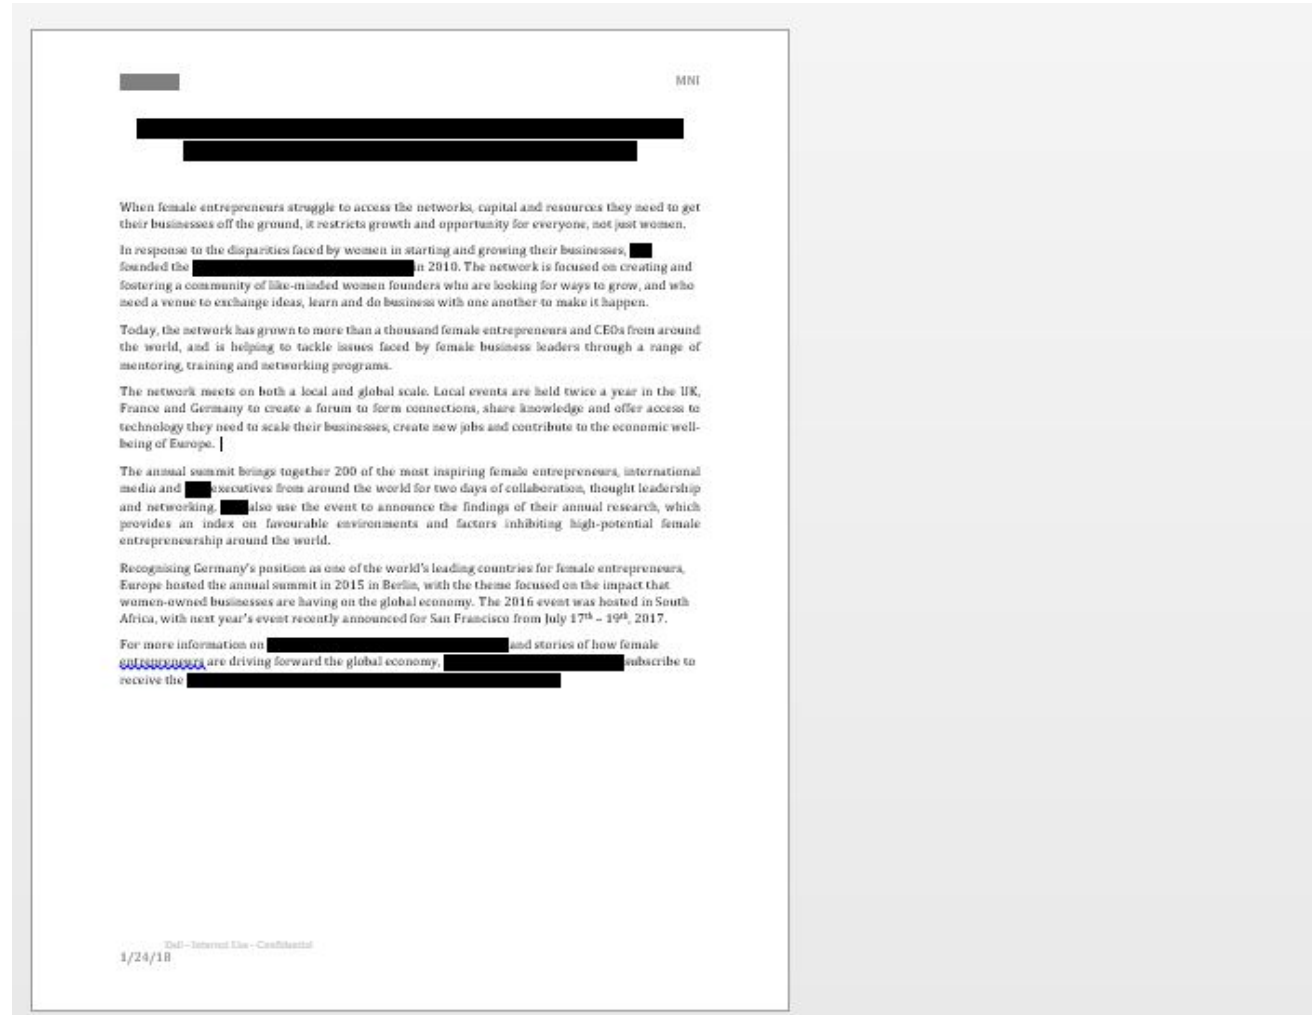 MNI
When female entrepreneurs struggle to access the networks, capital and resources they need to get
their businesses off the ground, it restricts growth and opportunity for everyone, not just women.
In response to the disparities faced by women in starting and growing their businesses,
founded the in 2010. The network is focused on creating and
fostering a community of like-minded women founders who are looking for ways to grow, and who
need a venue to exchange ideas, learn and do business with one another to make it happen.
Today, the network has grown to more than a thousand female entrepreneurs and CEOs from around
the world, and is helping to tackle issues faced by female business leaders through a range of
mentoring, training and networking programs.
The network meets on both a local and global scale. Local events are held twice a year in the UK,
France and Germany to create a forum to form connections, share knowledge and offer access to
technology they need to scale their businesses, create new jobs and contribute to the economic well-
being of Europe.
The annual summit brings together 200 of the most inspiring female entrepreneurs, international
media and executives from around the world for two days of collaboration, thought leadership
and networking. also use the event to announce the findings of their annual research, which
provides an index on favourable environments and factors inhibiting high-potential female
entrepreneurship around the world.
Recognising Germany's position as one of the world's leading countries for female entrepreneurs,
Europe hosted the annual summit in 2015 in Berlin, with the theme focused on the impact that
women-owned businesses are having on the global economy. The 2016 event was hosted in South
Africa, with next year's event recently announced for San Francisco from July 17th – 19th, 2017.
For more information on and stories of how female
entrepreneurs are driving forward the global economy, subscribe to
receive the
Dell - Internal Use - Confidential
1/24/18